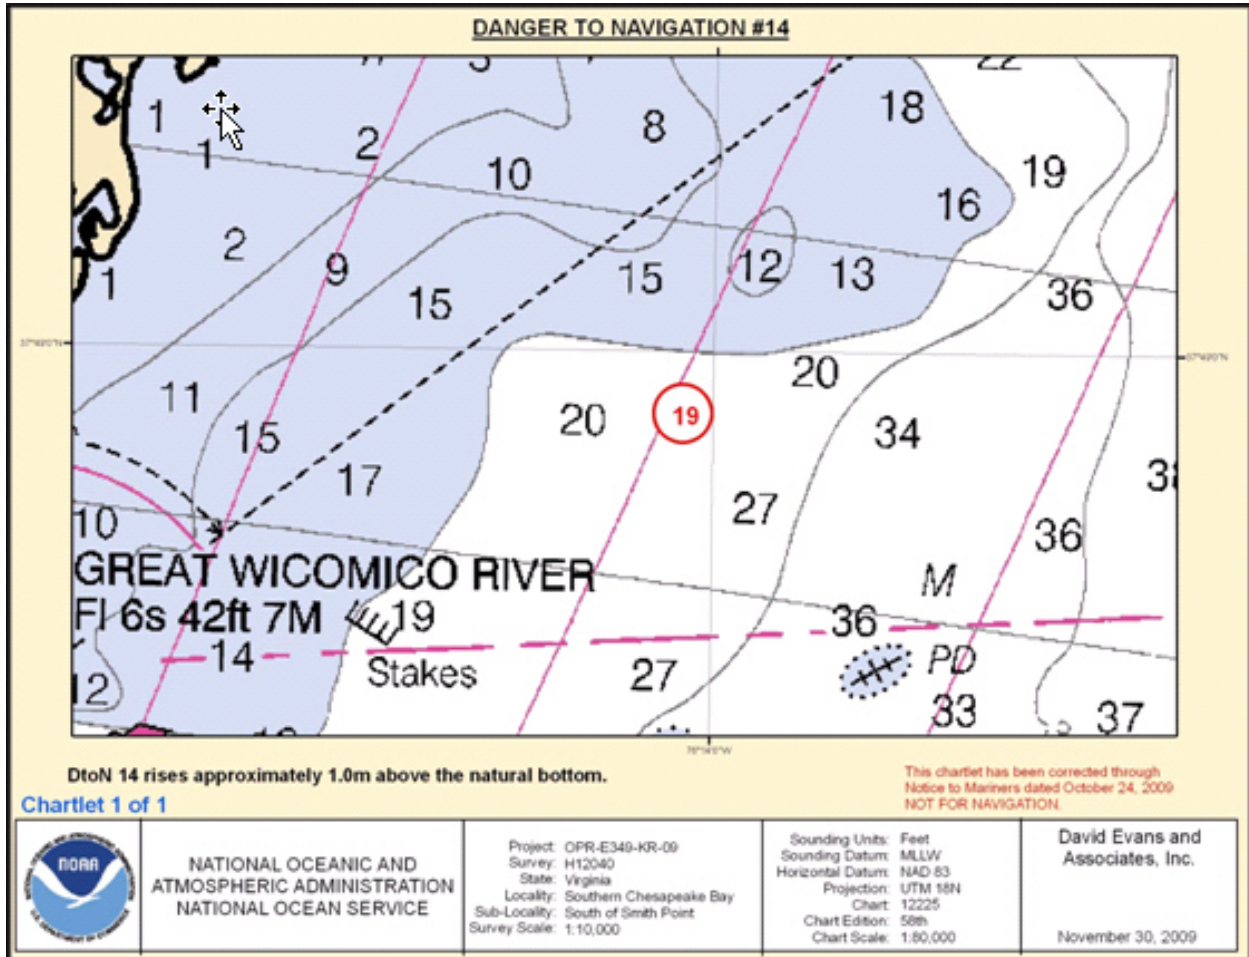 DANGER TO NAVIGATION #14
22
18
1
8
2
1
10
19
16
2
9
12
1
15
15
13
36
20
11
20
19
34
15
17
38
27
10
36
GREAT WICOMICO RIVER
M
Fl 6s 42ft 7M
19
36
14
PD
Stakes
27
12
33
37
DtoN 14 rises approximately 1.0m above the natural bottom.
This chartlet has been corrected through
Notice to Mariners dated October 24, 2009
NOT FOR NAVIGATION.
Chartlet 1 of 1
NOAA
NATIONAL OCEANIC AND
ATMOSPHERIC ADMINISTRATION
NATIONAL OCEAN SERVICE
Project: OPR-E349-KR-09
Survey: H12040
State: Virginia
Locality: Southern Chesapeake Bay
Sub-Locality: South of Smith Point
Survey Scale: 1:10,000
Sounding Units: Feet
Sounding Datum: MLLW
Horizontal Datum: NAD 83
Projection: UTM 18N
Chart: 12225
Chart Edition: 58th
Chart Scale: 1:80,000
David Evans and
Associates, Inc.
November 30, 2009